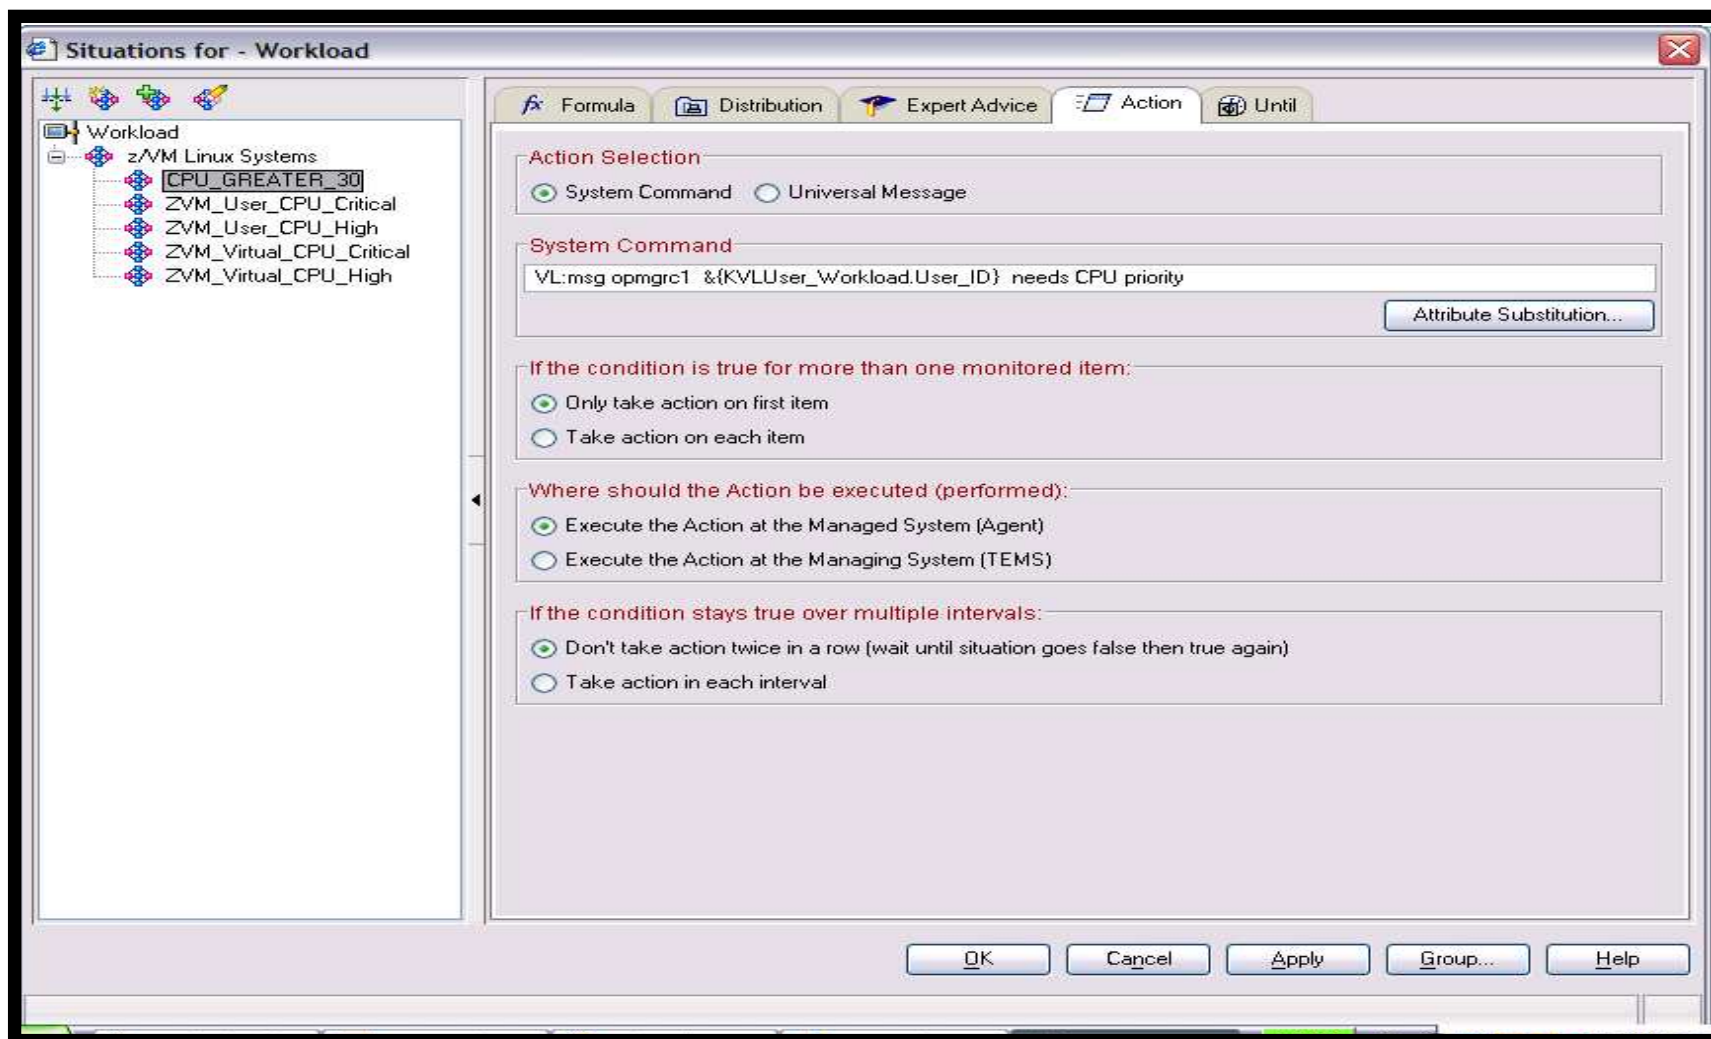 Situations for - Workload
Workload
z/VM Linux Systems
CPU_GREATER_30
ZVM_User_CPU_Critical
ZVM_User_CPU_High
ZVM_Virtual_CPU_Critical
ZVM_Virtual_CPU_High
fx Formula Distribution Expert Advice Action Until
Action Selection
System Command Universal Message
System Command
VL:msg opmgrc1 &{KVLUser_Workload.User_ID} needs CPU priority
Attribute Substitution...
If the condition is true for more than one monitored item:
Only take action on first item
Take action on each item
Where should the Action be executed (performed):
Execute the Action at the Managed System (Agent)
Execute the Action at the Managing System (TEMS)
If the condition stays true over multiple intervals:
Don't take action twice in a row (wait until situation goes false then true again)
Take action in each interval
OK Cancel Apply Group... Help